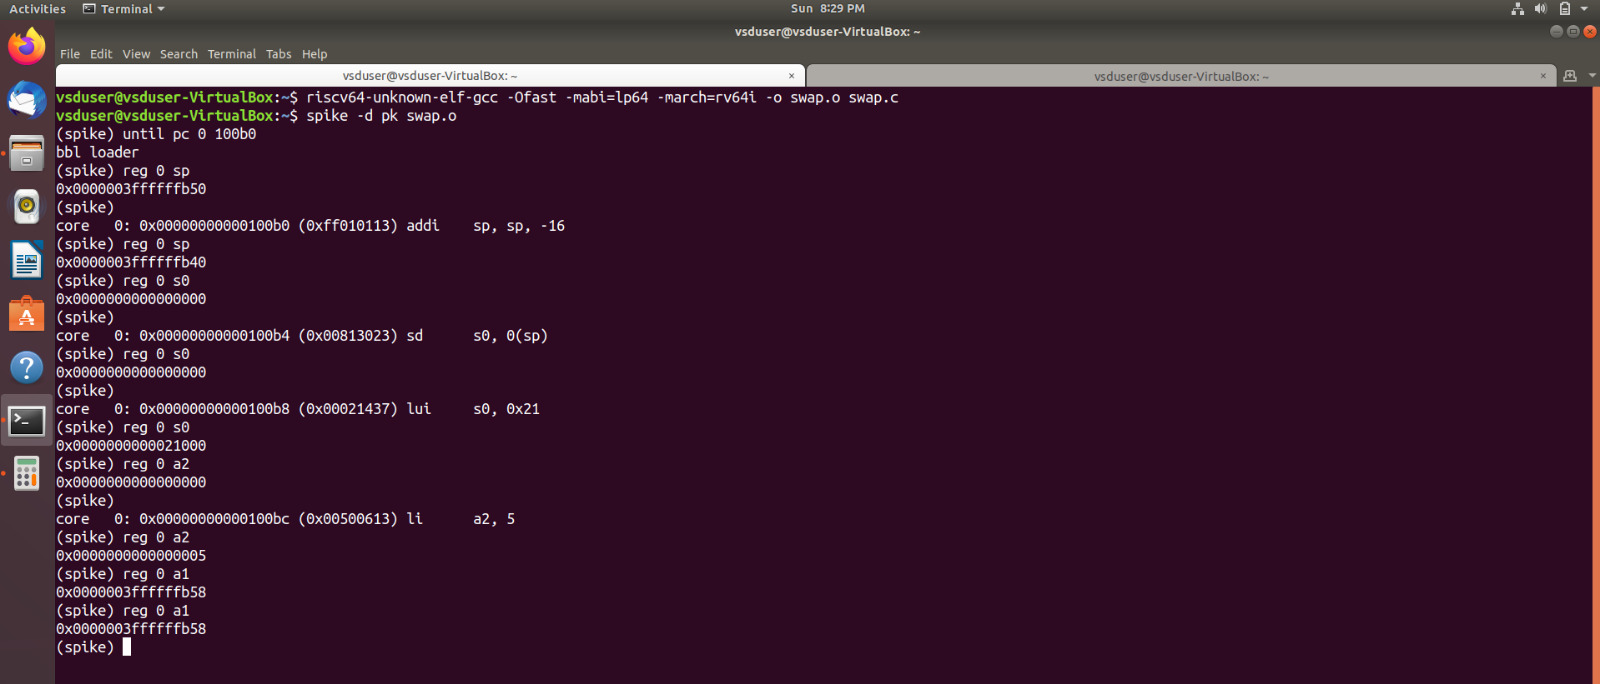 Activities Terminal Sun 8:29 PM
vsduser@vsduser-VirtualBox: ~
File Edit View Search Terminal Tabs Help
vsduser@vsduser-VirtualBox: ~ × vsduser@vsduser-VirtualBox: ~ ×
vsduser@vsduser-VirtualBox:~$ riscv64-unknown-elf-gcc -Ofast -mabi=lp64 -march=rv64i -o swap.o swap.c
vsduser@vsduser-VirtualBox:~$ spike -d pk swap.o
(spike) until pc 0 100b0
bbl loader
(spike) reg 0 sp
0x0000003ffffffb50
(spike)
core   0: 0x00000000000100b0 (0xff010113) addi    sp, sp, -16
(spike) reg 0 sp
0x0000003ffffffb40
(spike) reg 0 s0
0x0000000000000000
(spike)
core   0: 0x00000000000100b4 (0x00813023) sd      s0, 0(sp)
(spike) reg 0 s0
0x0000000000000000
(spike)
core   0: 0x00000000000100b8 (0x00021437) lui     s0, 0x21
(spike) reg 0 s0
0x0000000000021000
(spike) reg 0 a2
0x0000000000000000
(spike)
core   0: 0x00000000000100bc (0x00500613) li      a2, 5
(spike) reg 0 a2
0x0000000000000005
(spike) reg 0 a1
0x0000003ffffffb58
(spike) reg 0 a1
0x0000003ffffffb58
(spike)